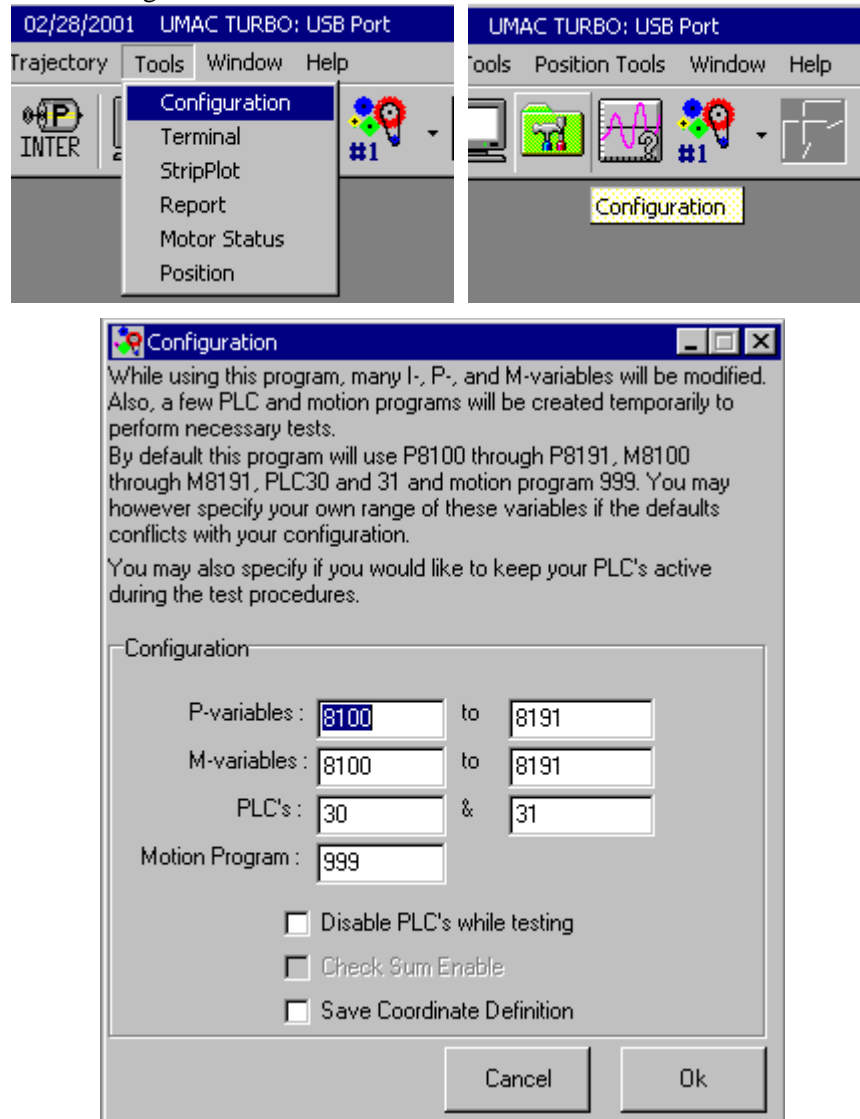 02/28/2001 UMAC TURBO: USB Port
Trajectory Tools Window Help
INTER
#1
Configuration
Terminal
StripPlot
Report
Motor Status
Position
UMAC TURBO: USB Port
Tools Position Tools Window Help
#1
Configuration
Configuration
While using this program, many I-, P-, and M-variables will be modified.
Also, a few PLC and motion programs will be created temporarily to
perform necessary tests.
By default this program will use P8100 through P8191, M8100
through M8191, PLC30 and 31 and motion program 999. You may
however specify your own range of these variables if the defaults
conflicts with your configuration.
You may also specify if you would like to keep your PLC's active
during the test procedures.
Configuration
P-variables : 8100 to 8191
M-variables : 8100 to 8191
PLC's : 30 & 31
Motion Program : 999
Disable PLC's while testing
Check Sum Enable
Save Coordinate Definition
Cancel Ok